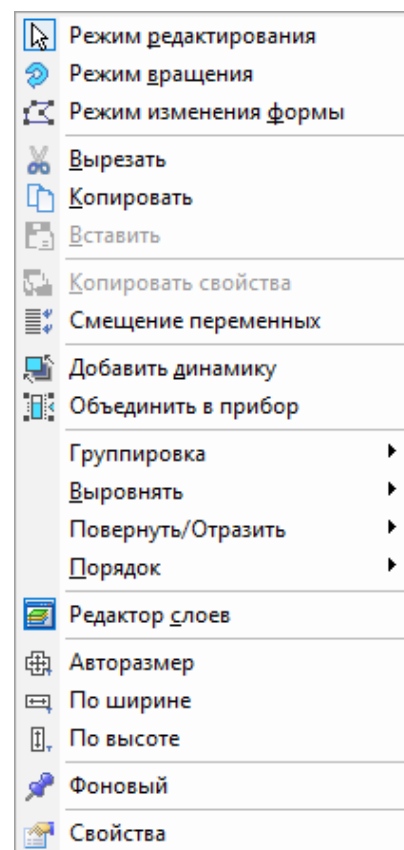 Режим редактирования
Режим вращения
Режим изменения формы
Вырезать
Копировать
Вставить
Копировать свойства
Смещение переменных
Добавить динамику
Объединить в прибор
Группировка
Выровнять
Повернуть/Отразить
Порядок
Редактор слоев
Авторазмер
По ширине
По высоте
Фоновый
Свойства